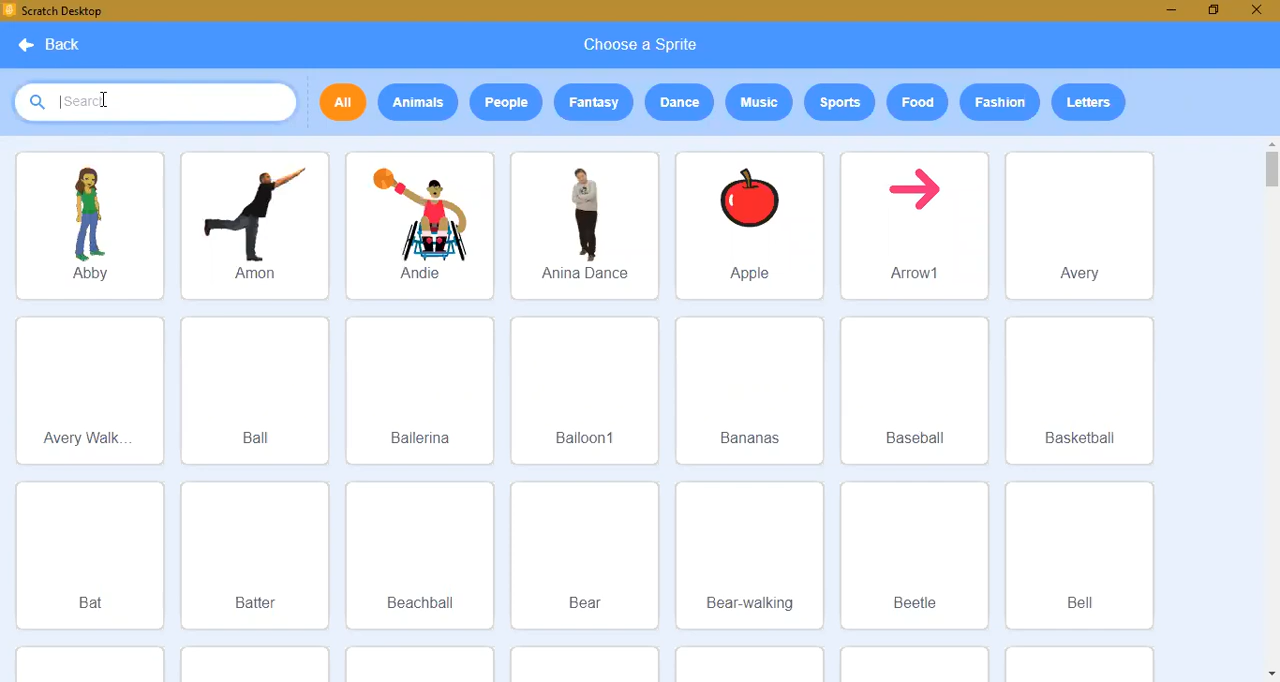 Scratch Desktop
Back
Choose a Sprite
Search
All Animals People Fantasy Dance Music Sports Food Fashion Letters
Abby Amon Andie Anina Dance Apple Arrow1 Avery
Avery Walk... Ball Ballerina Balloon1 Bananas Baseball Basketball
Bat Batter Beachball Bear Bear-walking Beetle Bell